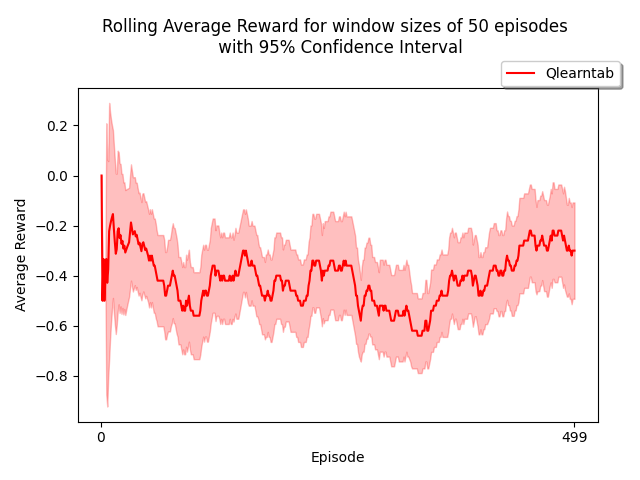 Rolling Average Reward for window sizes of 50 episodes
with 95% Confidence Interval
Qlearntab
0.2
0.0
−0.2
−0.4
−0.6
−0.8
Average Reward
0
499
Episode